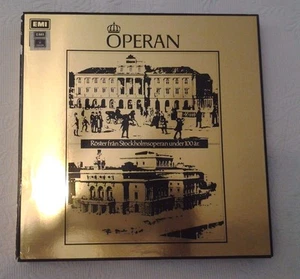 EMI
OPERAN
Röster från Stockholmsoperan under 100 år.